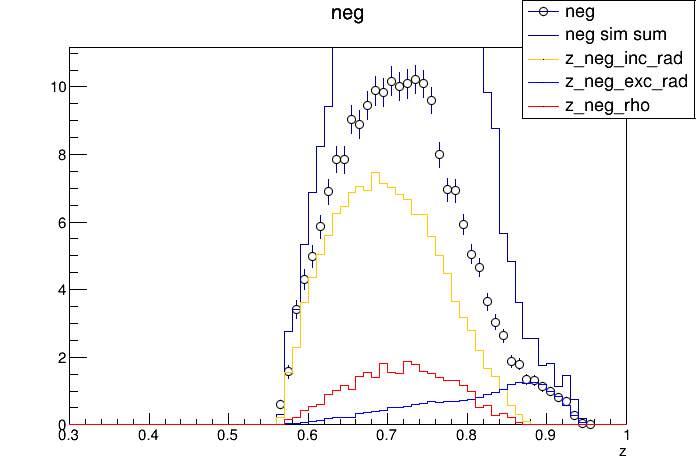 neg
neg
neg sim sum
z_neg_inc_rad
z_neg_exc_rad
z_neg_rho
10
8
6
4
2
0
0.3 0.4 0.5 0.6 0.7 0.8 0.9 1
z